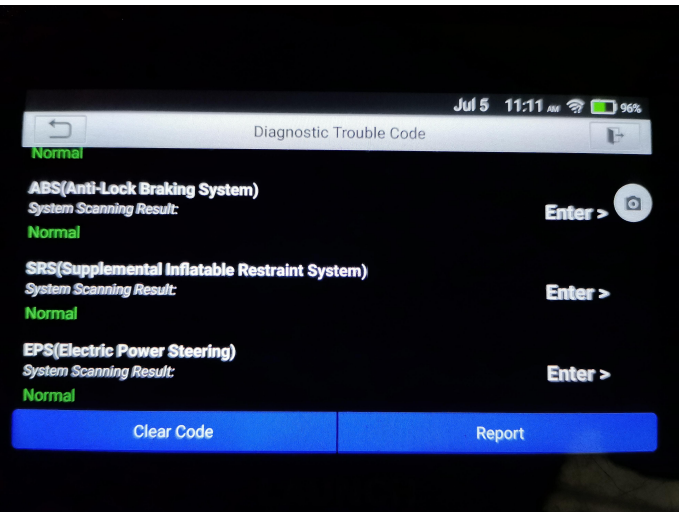 Jul 5 11:11 AM 96%
Diagnostic Trouble Code
Normal
ABS(Anti-Lock Braking System)
System Scanning Result:
Enter >
Normal
SRS(Supplemental Inflatable Restraint System)
System Scanning Result:
Enter >
Normal
EPS(Electric Power Steering)
System Scanning Result:
Enter >
Normal
Clear Code Report